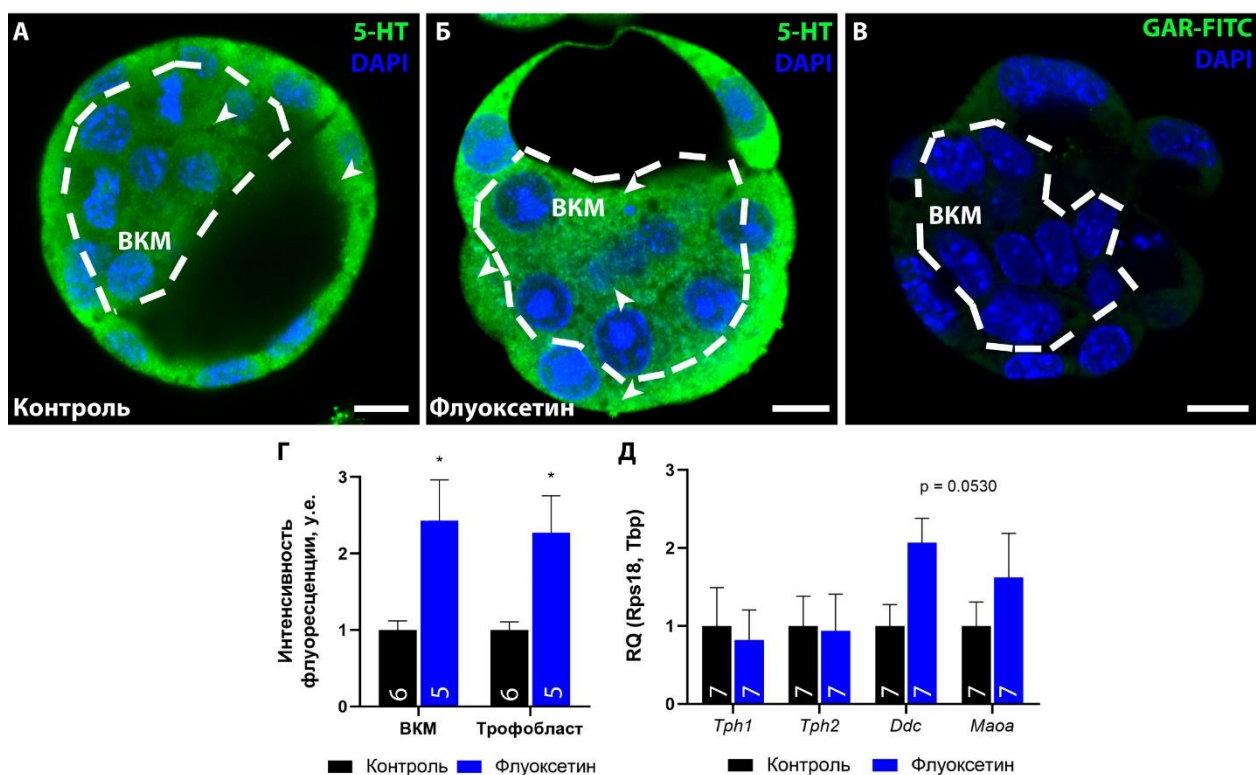 А
5-HT
DAPI
ВКМ
Контроль
Б
5-HT
DAPI
ВКМ
Флуоксетин
В
GAR-FITC
DAPI
ВКМ
Г
Интенсивность
флуоресценции, у.е.
3
2
1
0
*
*
6
5
6
5
ВКМ
Трофобласт
Контроль
Флуоксетин
Д
RQ (Rps18, Tbp)
3
2
1
0
p = 0.0530
7
7
7
7
7
7
7
7
Tph1
Tph2
Ddc
Maoa
Контроль
Флуоксетин